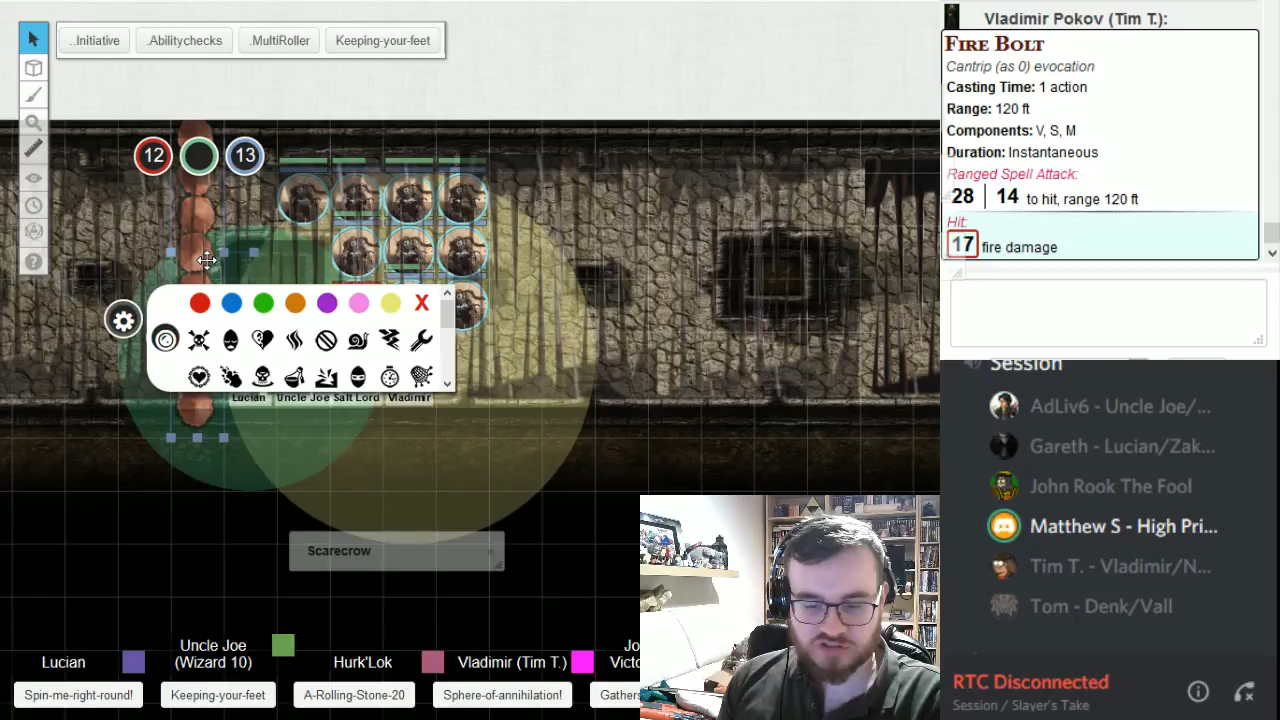 ..Initiative
.Abilitychecks
.MultiRoller
Keeping-your-feet
12
13
Lucian
Uncle Joe
Salt Lord
Vladimir
Scarecrow
Lucian
Uncle Joe
(Wizard 10)
Hurk'Lok
Vladimir (Tim T.)
Jo
Victo
Spin-me-right-round!
Keeping-your-feet
A-Rolling-Stone-20
Sphere-of-annihilation!
Gathers
Vladimir Pokov (Tim T.):
Fire Bolt
Cantrip (as 0) evocation
Casting Time: 1 action
Range: 120 ft
Components: V, S, M
Duration: Instantaneous
Ranged Spell Attack:
28 | 14 to hit, range 120 ft
Hit:
17 fire damage
Session
AdLiv6 - Uncle Joe/...
Gareth - Lucian/Zak...
John Rook The Fool
Matthew S - High Pri...
Tim T. - Vladimir/N...
Tom - Denk/Vall
RTC Disconnected
Session / Slayer's Take